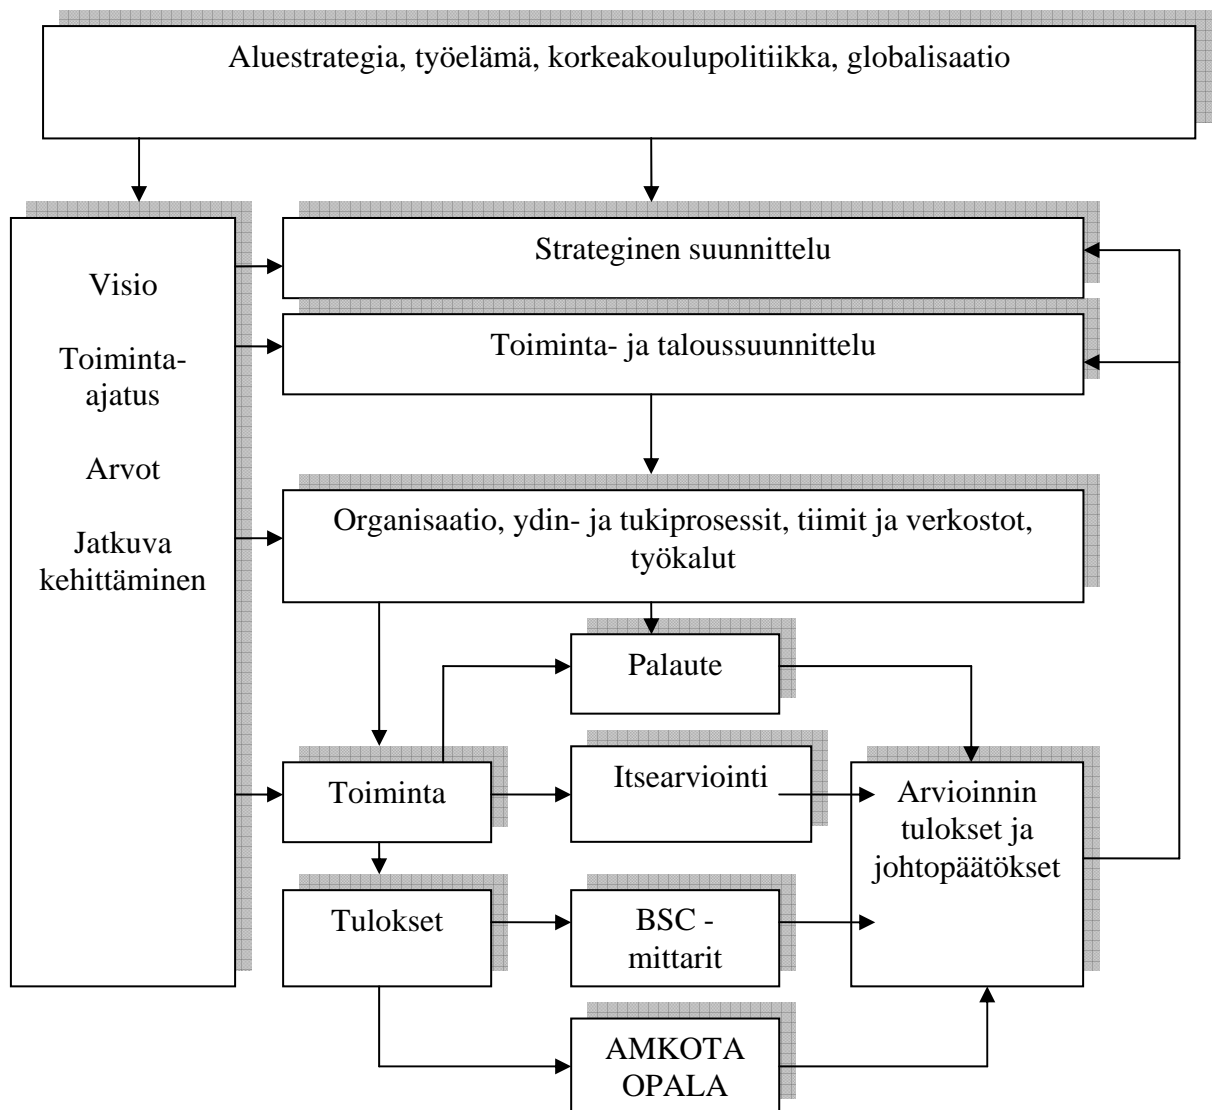 Aluestrategia, työelämä, korkeakoulupolitiikka, globalisaatio
Visio
Toiminta-
ajatus
Arvot
Jatkuva
kehittäminen
Strateginen suunnittelu
Toiminta- ja taloussuunnittelu
Organisaatio, ydin- ja tukiprosessit, tiimit ja verkostot,
työkalut
Palaute
Toiminta
Itsearviointi
Arvioinnin
tulokset ja
johtopäätökset
Tulokset
BSC -
mittarit
AMKOTA
OPALA